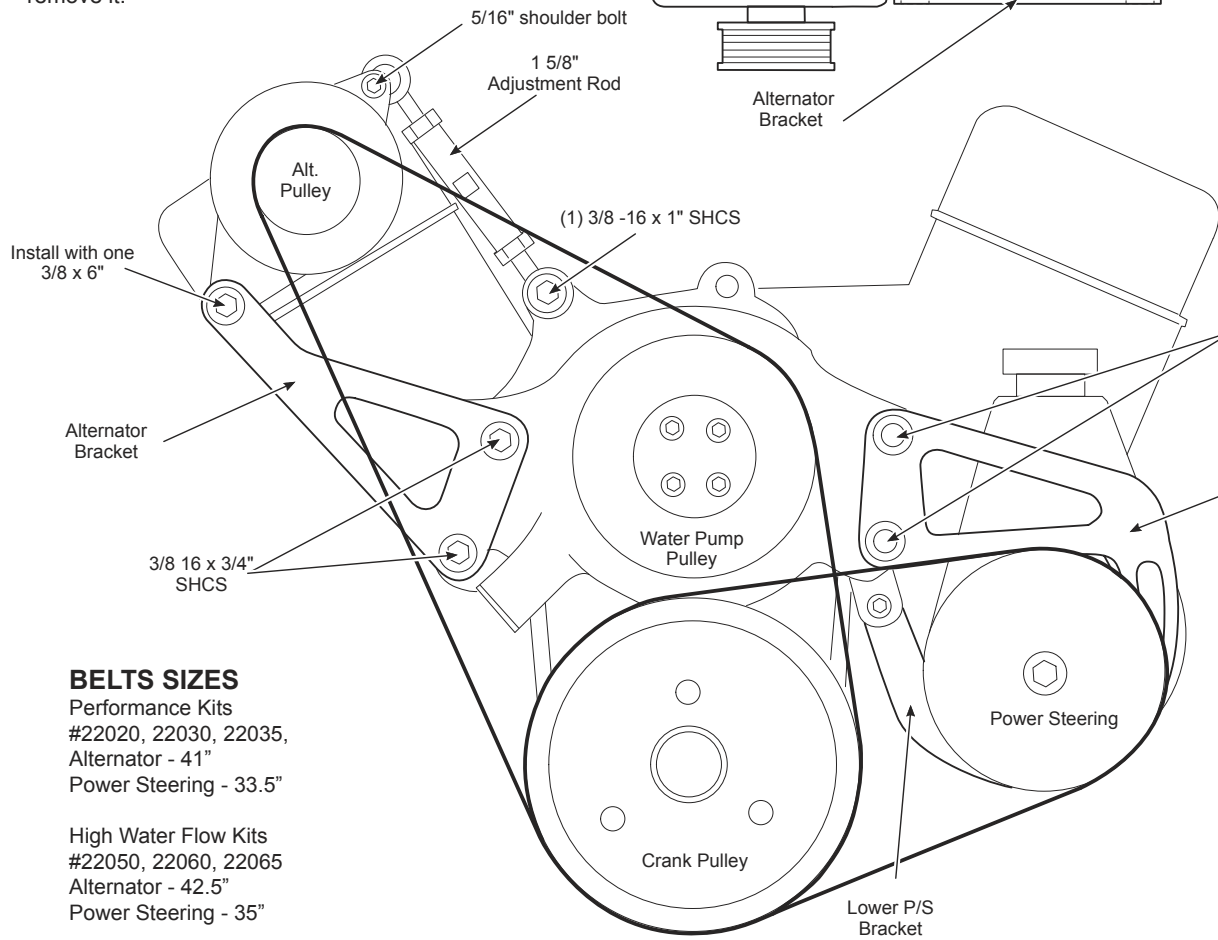 remove it.
5/16" shoulder bolt
1 5/8"
Adjustment Rod
Alternator
Bracket
Alt.
Pulley
(1) 3/8 -16 x 1" SHCS
Install with one
3/8 x 6"
Alternator
Bracket
Water Pump
Pulley
3/8 16 x 3/4"
SHCS
BELTS SIZES
Performance Kits
#22020, 22030, 22035,
Alternator - 41”
Power Steering - 33.5”
High Water Flow Kits
#22050, 22060, 22065
Alternator - 42.5”
Power Steering - 35”
Power Steering
Crank Pulley
Lower P/S
Bracket